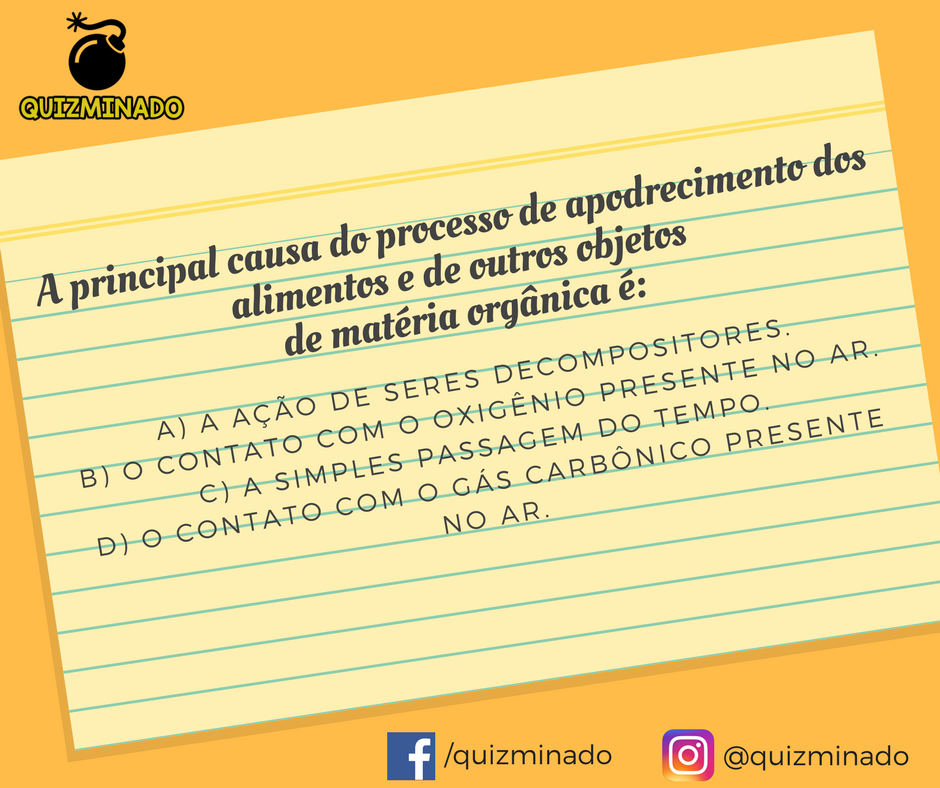 QUIZMINADO
A principal causa do processo de apodrecimento dos
alimentos e de outros objetos
de matéria orgânica é:
A) A AÇÃO DE SERES DECOMPOSITORES.
B) O CONTATO COM O OXIGÊNIO PRESENTE NO AR.
C) A SIMPLES PASSAGEM DO TEMPO.
D) O CONTATO COM O GÁS CARBÔNICO PRESENTE
NO AR.
/quizminado
@quizminado